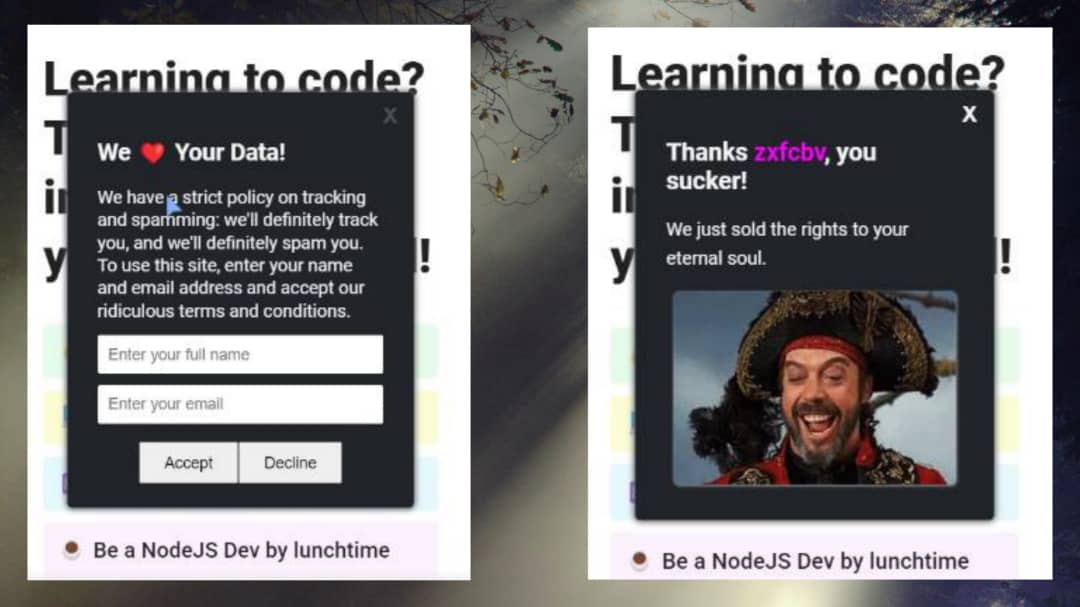 Learning to code?
T
in
y
!
X
We ❤️ Your Data!
We have a strict policy on tracking
and spamming: we'll definitely track
you, and we'll definitely spam you.
To use this site, enter your name
and email address and accept our
ridiculous terms and conditions.
Enter your full name
Enter your email
Accept Decline
Be a NodeJS Dev by lunchtime
Learning to code?
T
in
y
!
X
Thanks zxfcbv, you
sucker!
We just sold the rights to your
eternal soul.
Be a NodeJS Dev by lunchtime